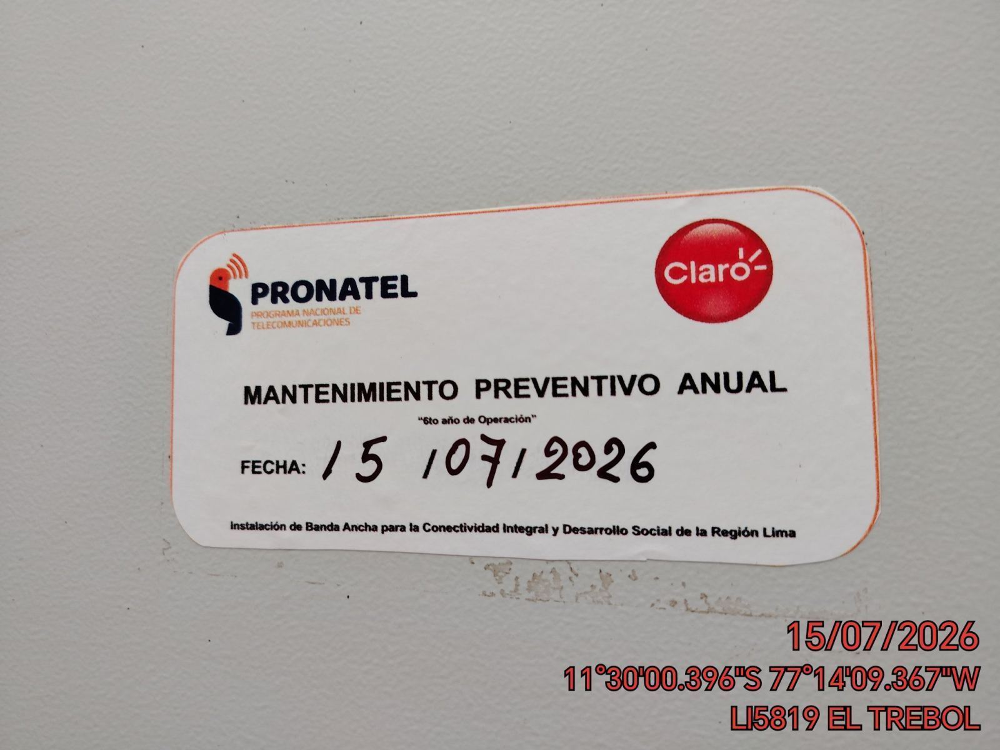 PRONATEL
PROGRAMA NACIONAL DE
TELECOMUNICACIONES
Claro
MANTENIMIENTO PREVENTIVO ANUAL
"6to año de Operación"
FECHA: 15 / 07 / 2026
Instalación de Banda Ancha para la Conectividad Integral y Desarrollo Social de la Región Lima
15/07/2026
11°30'00.396"S 77°14'09.367"W
LI5819 EL TREBOL